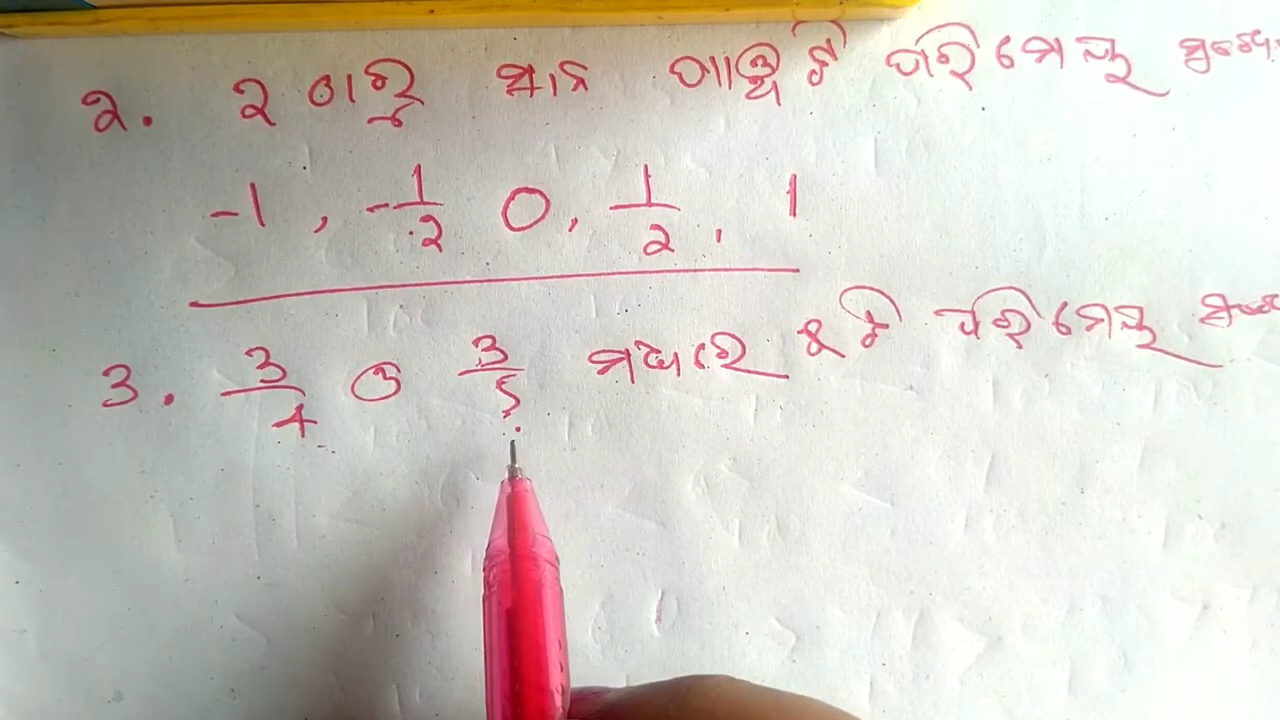 ୨. 2 ଠାରୁ ସାନ ପାଞ୍ଚଟି ପରିମେୟ
-1, -1/2 0, 1/2, 1
3. 3/4 ଓ 3/5 ମଧ୍ୟରେ ଛଟି ପରିମେୟ